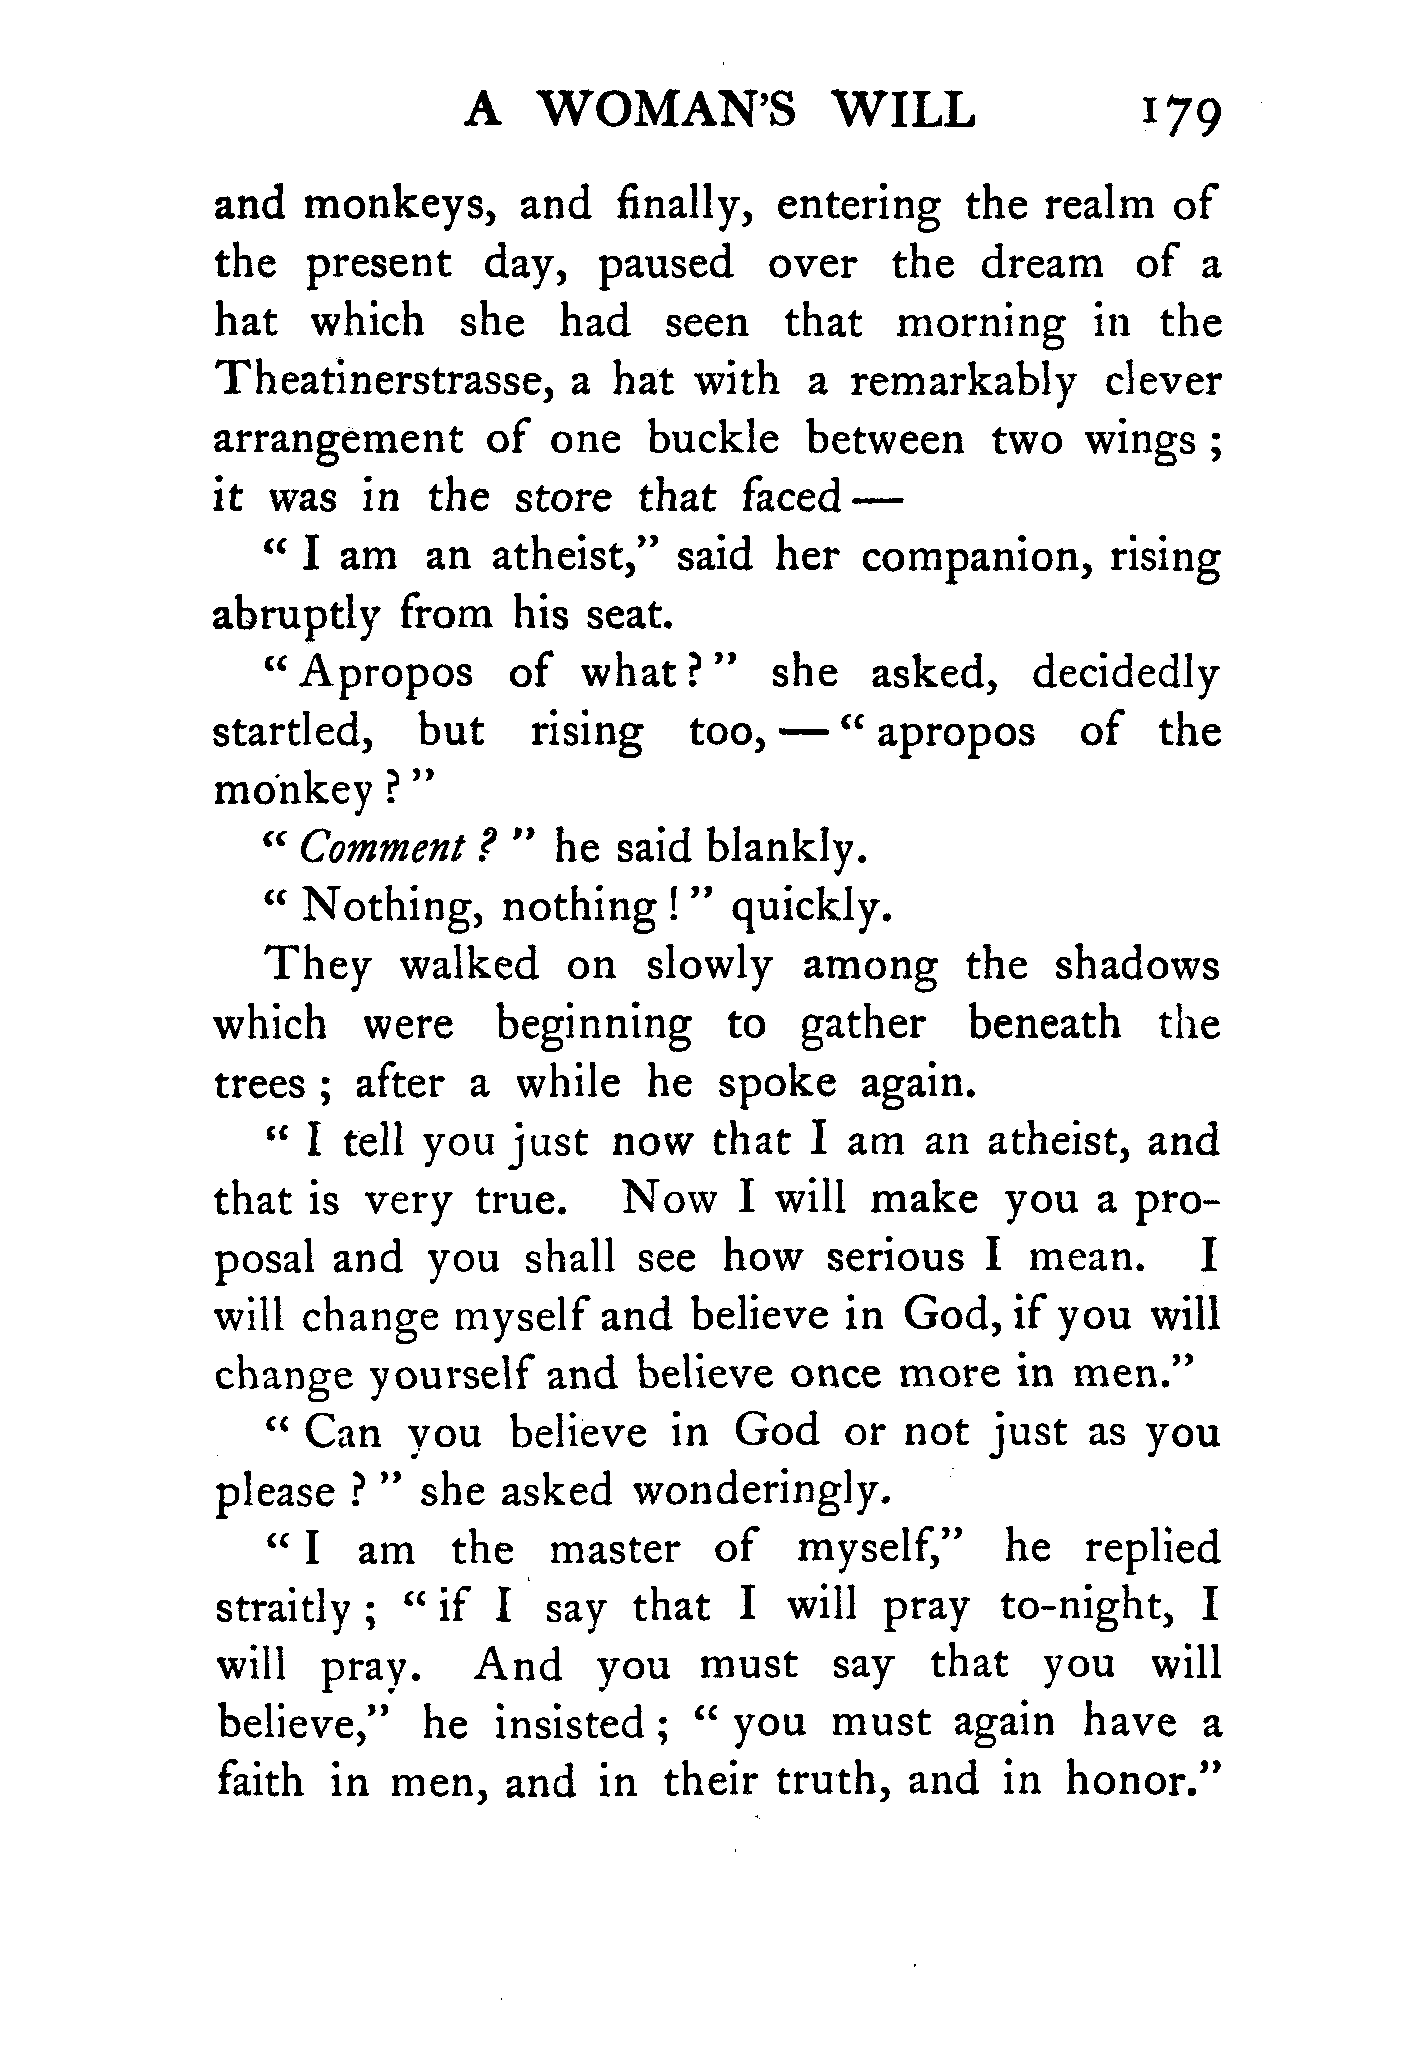 A WOMAN'S WILL 179
and monkeys, and finally, entering the realm of
the present day, paused over the dream of a
hat which she had seen that morning in the
Theatinerstrasse, a hat with a remarkably clever
arrangement of one buckle between two wings ;
it was in the store that faced —
" I am an atheist," said her companion, rising
abruptly from his seat.
" Apropos of what ? " she asked, decidedly
startled, but rising too, — " apropos of the
monkey ? "
" Comment ? " he said blankly.
" Nothing, nothing ! " quickly.
They walked on slowly among the shadows
which were beginning to gather beneath the
trees ; after a while he spoke again.
" I tell you just now that I am an atheist, and
that is very true. Now I will make you a pro-
posal and you shall see how serious I mean. I
will change myself and believe in God, if you will
change yourself and believe once more in men."
" Can you believe in God or not just as you
please ? " she asked wonderingly.
" I am the master of myself," he replied
straitly ; " if I say that I will pray to-night, I
will pray. And you must say that you will
believe," he insisted ; " you must again have a
faith in men, and in their truth, and in honor."